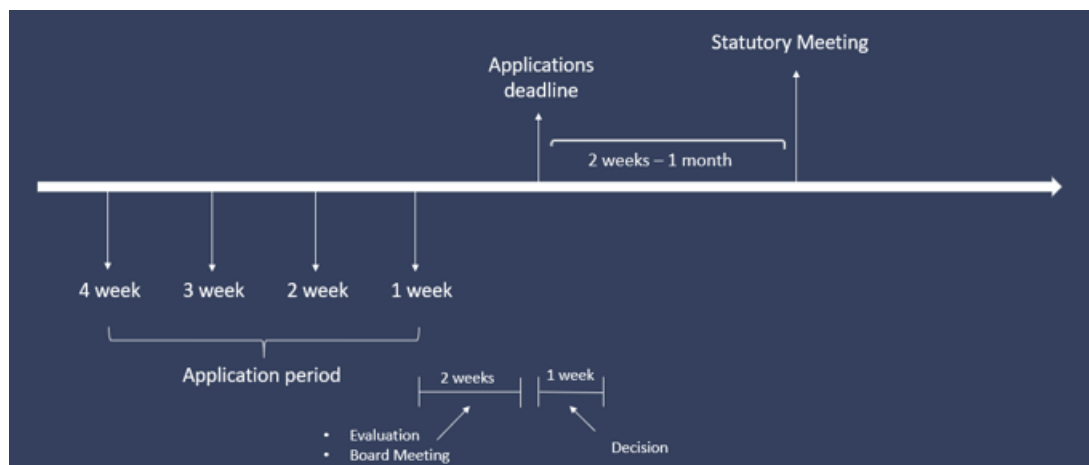 Statutory Meeting
Applications
deadline
2 weeks – 1 month
4 week
3 week
2 week
1 week
Application period
2 weeks
1 week
• Evaluation
• Board Meeting
Decision